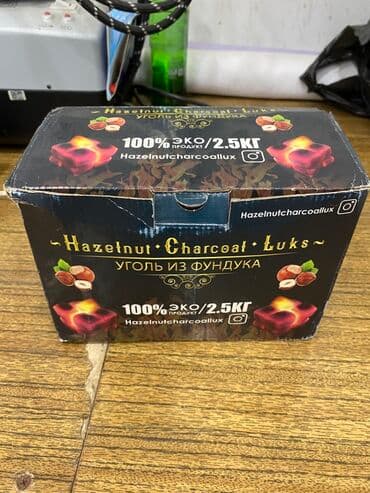 Hazelnut · Charcoal · Luks
УГОЛЬ ИЗ ФУНДУКА
100% ЭКО ПРОДУКТ /2.5КГ
Hazelnutcharcoallux
Hazelnutcharcoallux
~Hazelnut · Charcoal · Luks~
УГОЛЬ ИЗ ФУНДУКА
100% ЭКО ПРОДУКТ /2.5КГ
Hazelnutcharcoallux